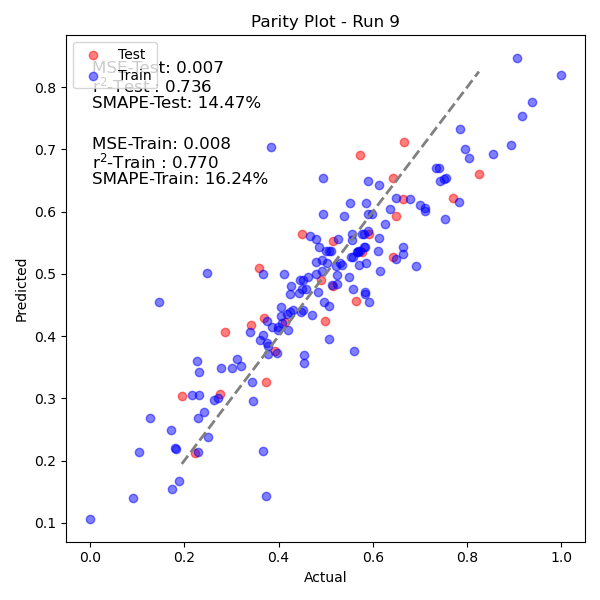 Parity Plot - Run 9
Test
Train
MSE-Test: 0.007
r²-Test : 0.736
SMAPE-Test: 14.47%
MSE-Train: 0.008
r²-Train : 0.770
SMAPE-Train: 16.24%
Predicted
0.8
0.7
0.6
0.5
0.4
0.3
0.2
0.1
0.0 0.2 0.4 0.6 0.8 1.0
Actual